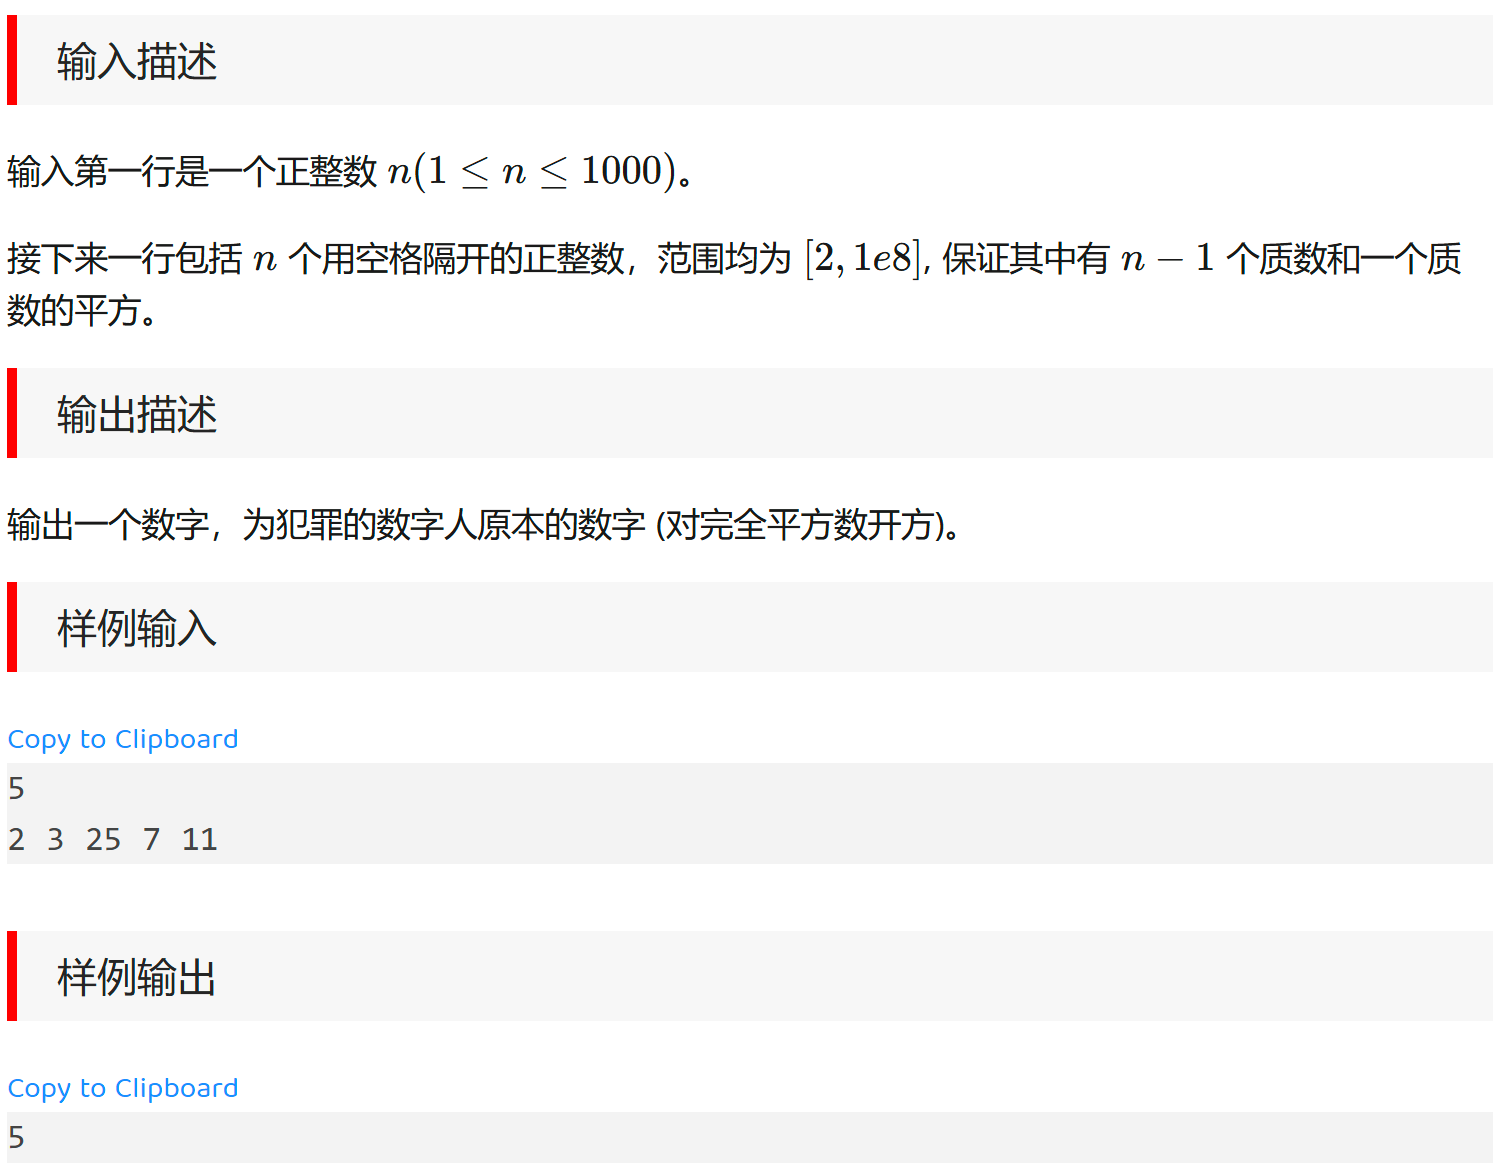 输入描述
输入第一行是一个正整数 n(1 ≤ n ≤ 1000)。
接下来一行包括 n 个用空格隔开的正整数，范围均为 [2, 1e8], 保证其中有 n − 1 个质数和一个质
数的平方。
输出描述
输出一个数字，为犯罪的数字人原本的数字 (对完全平方数开方)。
样例输入
Copy to Clipboard
5
2 3 25 7 11
样例输出
Copy to Clipboard
5